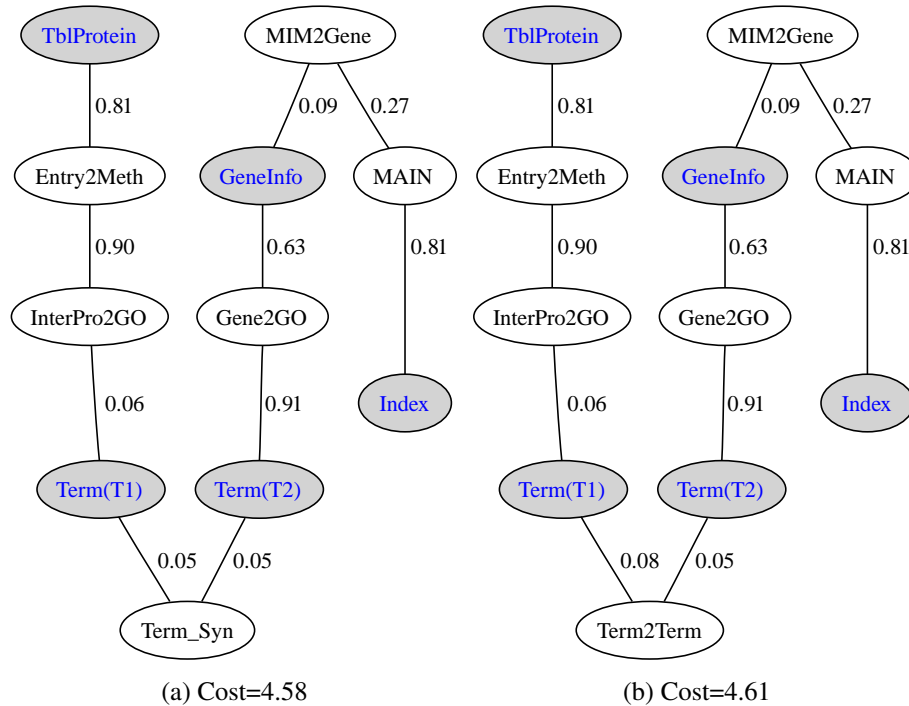 TblProtein MIM2Gene TblProtein MIM2Gene
0.81 0.09 0.27 0.81 0.09 0.27
Entry2Meth GeneInfo MAIN Entry2Meth GeneInfo MAIN
0.90 0.63 0.81 0.90 0.63 0.81
InterPro2GO Gene2GO InterPro2GO Gene2GO
0.06 0.91 Index 0.06 0.91 Index
Term(T1) Term(T2) Term(T1) Term(T2)
0.05 0.05 0.08 0.05
Term_Syn Term2Term
(a) Cost=4.58 (b) Cost=4.61